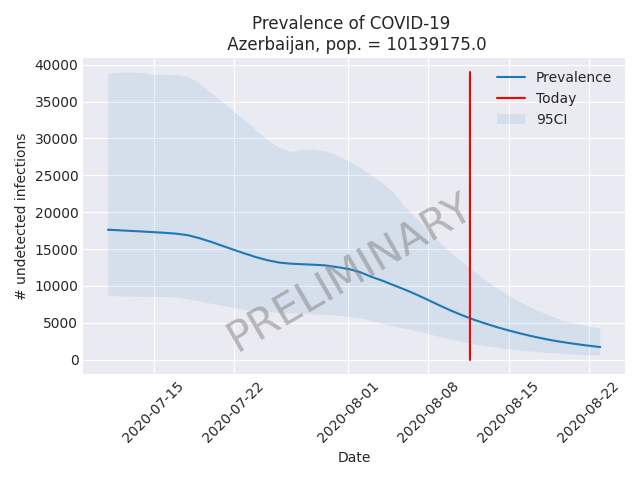 Prevalence of COVID-19
Azerbaijan, pop. = 10139175.0
40000
35000
30000
25000
20000
15000
10000
5000
0
# undetected infections
Prevalence
Today
95CI
PRELIMINARY
2020-07-15
2020-07-22
2020-08-01
2020-08-08
2020-08-15
2020-08-22
Date